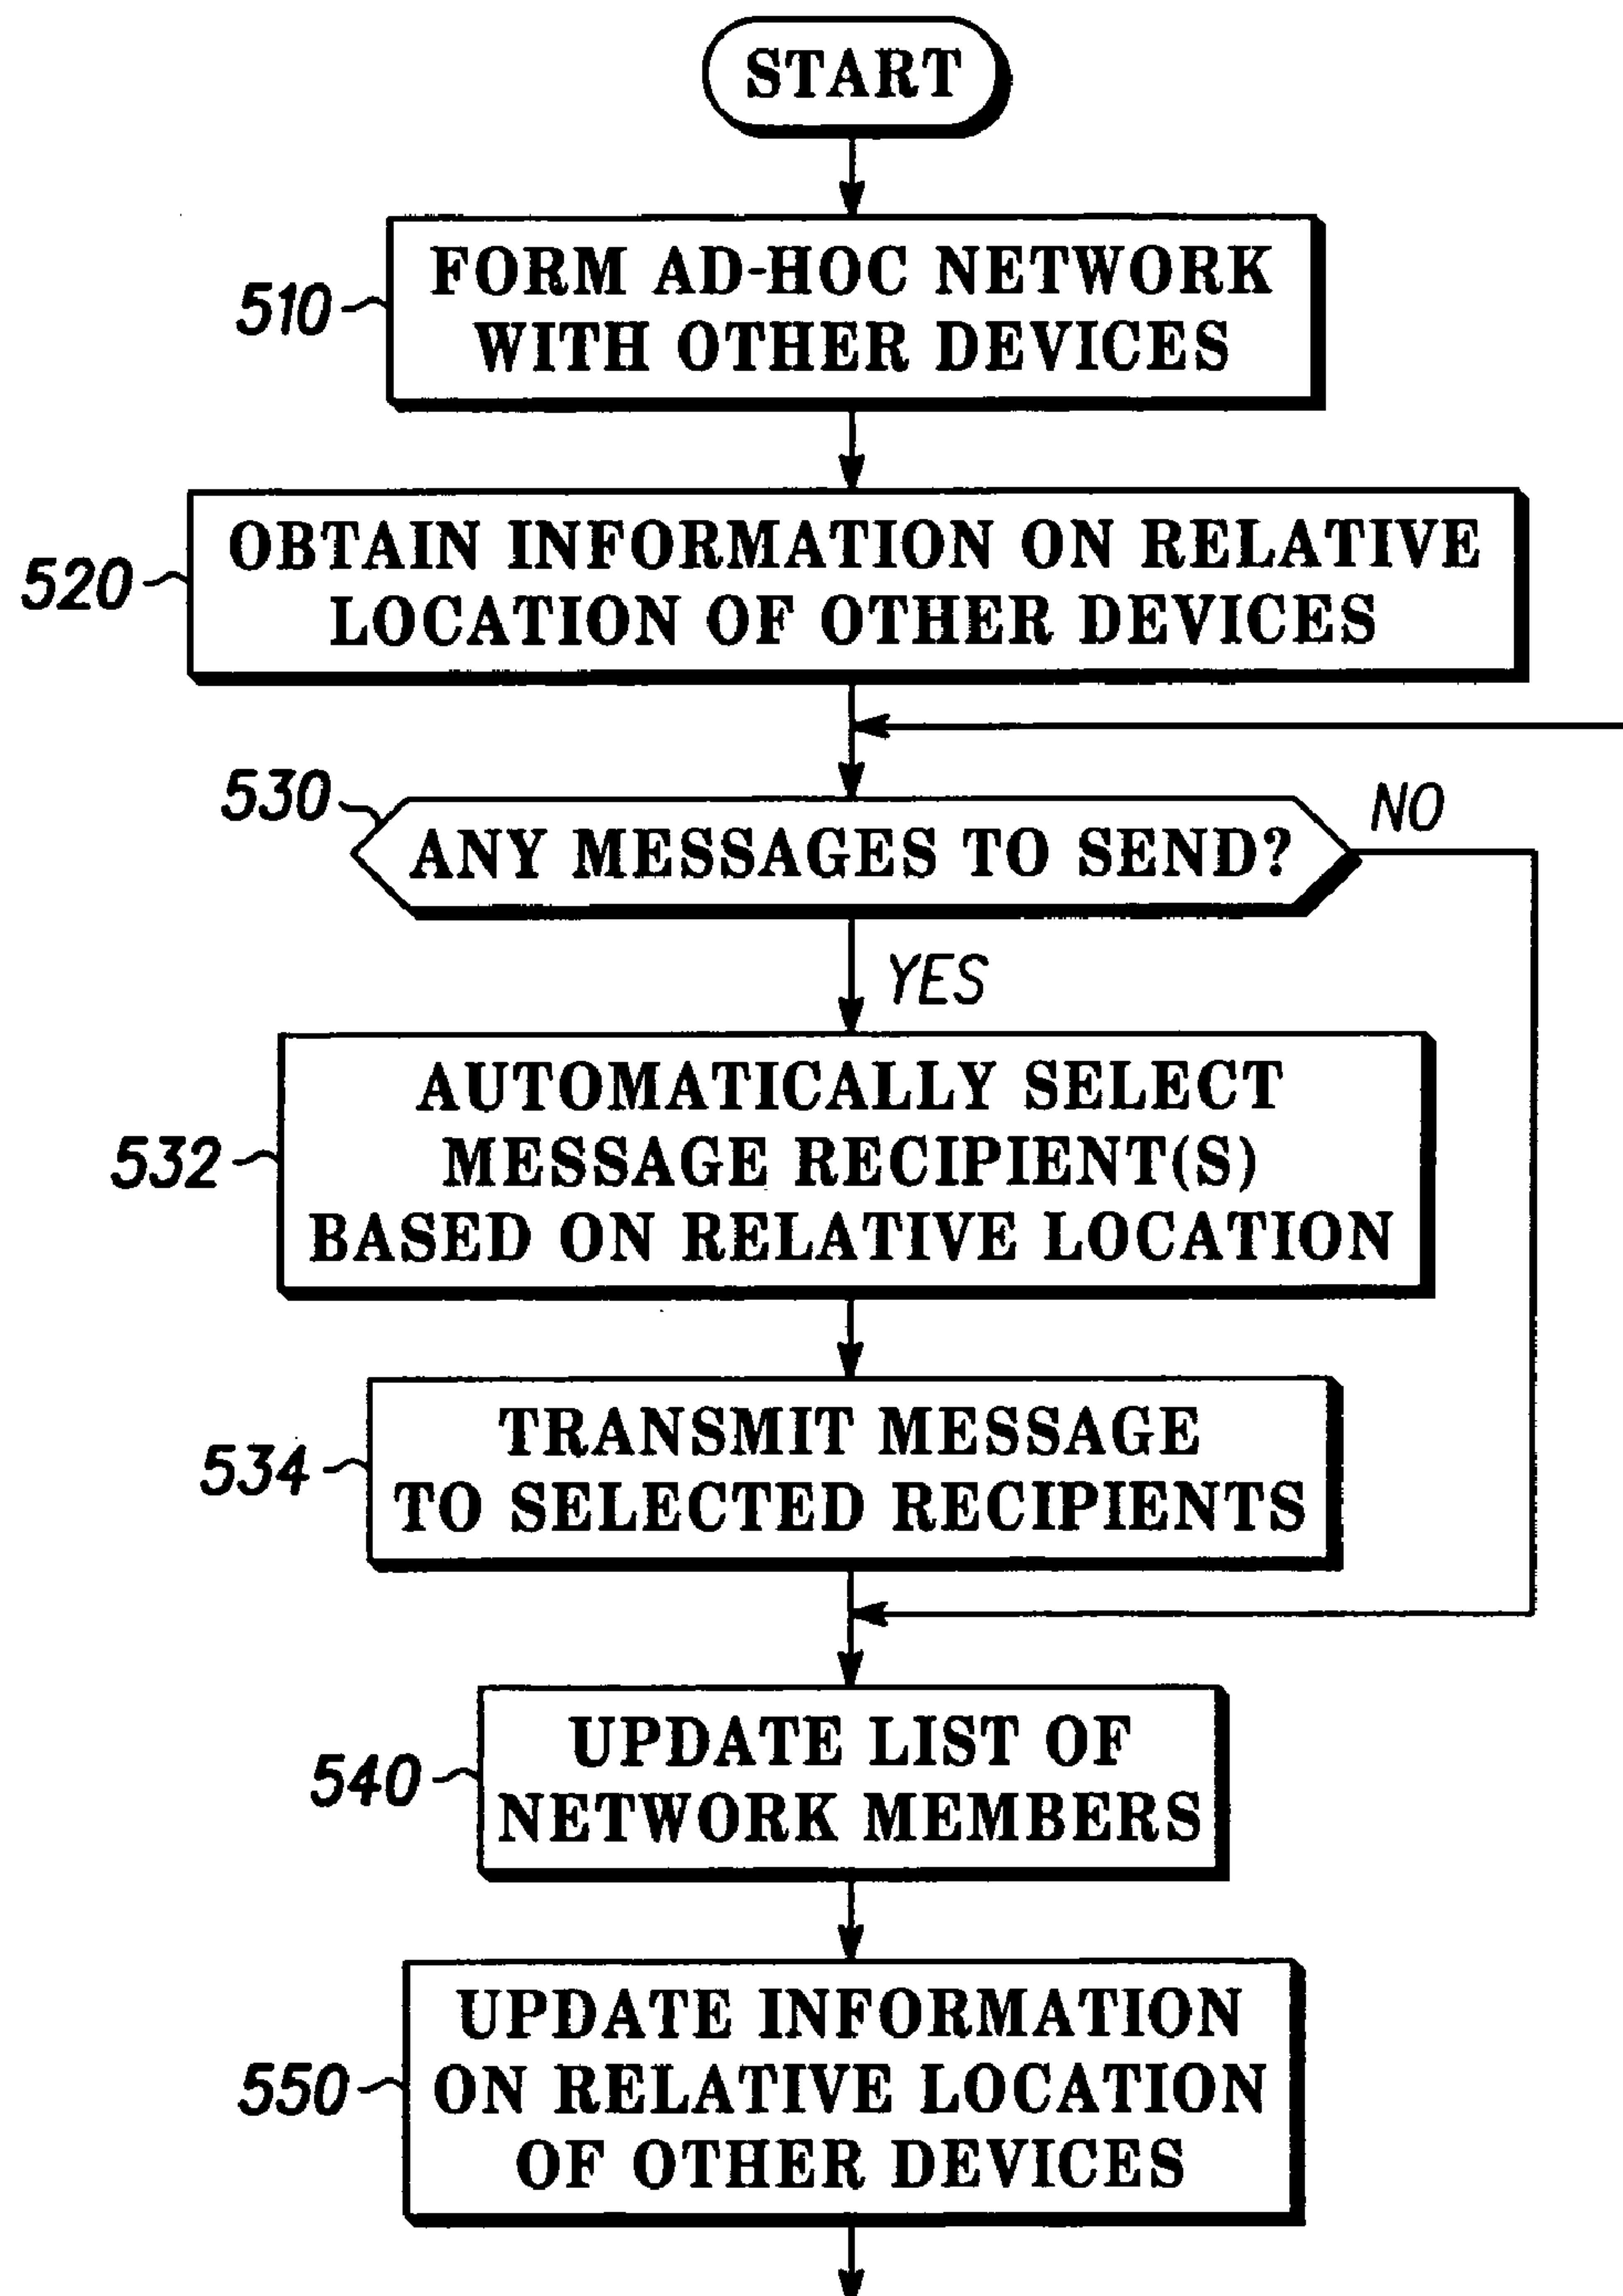 START
510
FORM AD-HOC NETWORK
WITH OTHER DEVICES
520
OBTAIN INFORMATION ON RELATIVE
LOCATION OF OTHER DEVICES
530
ANY MESSAGES TO SEND?
NO
YES
532
AUTOMATICALLY SELECT
MESSAGE RECIPIENT(S)
BASED ON RELATIVE LOCATION
534
TRANSMIT MESSAGE
TO SELECTED RECIPIENTS
540
UPDATE LIST OF
NETWORK MEMBERS
550
UPDATE INFORMATION
ON RELATIVE LOCATION
OF OTHER DEVICES